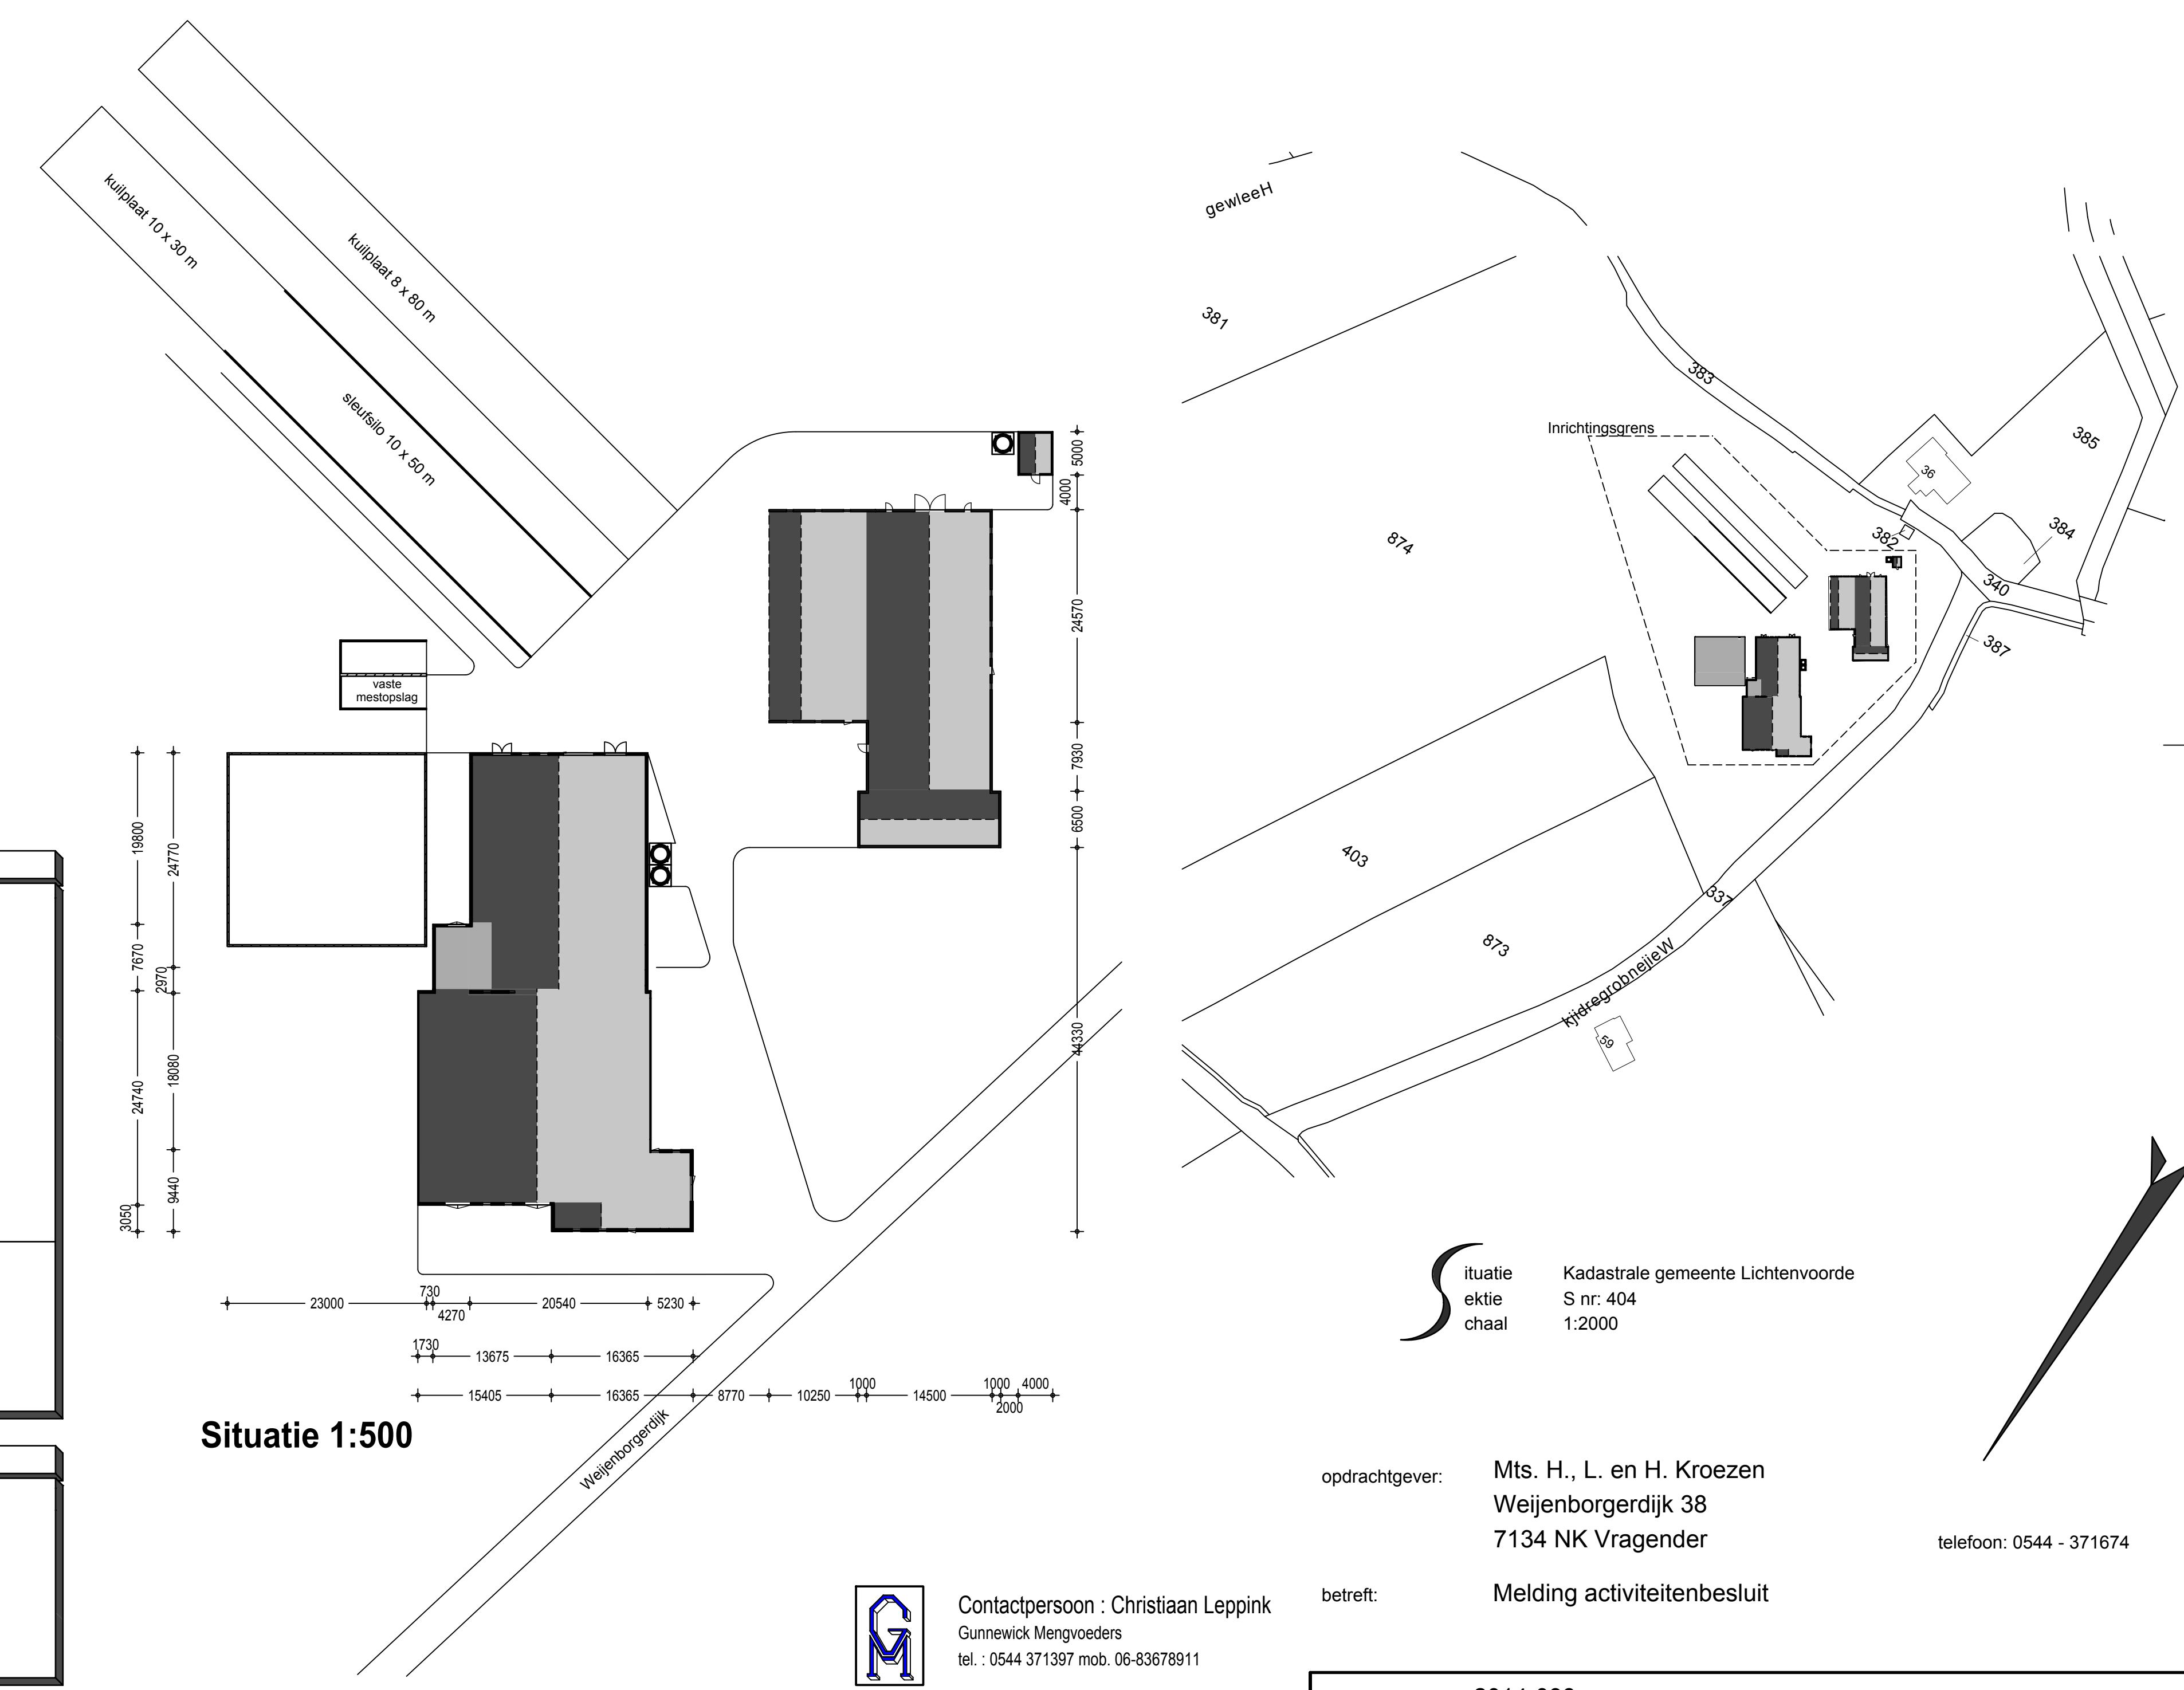 kuilplaat 10 x 30 m
kuilplaat 8 x 80 m
sleufsilo 10 x 50 m
vaste
mestopslag
5000
4000
24570
7930
6500
44330
19800
7670
24740
3050
24770
2970
18080
9440
23000
730
4270
20540
5230
1730
13675
16365
15405
16365
8770
10250
1000
14500
1000
2000
4000
Weijenborgerdijk
Situatie 1:500
gewleeH
381
383
Inrichtingsgrens
385
36
384
382
874
340
387
403
337
873
kjidregrobnejieW
59
Situatie Kadastrale gemeente Lichtenvoorde
ektie S nr: 404
chaal 1:2000
opdrachtgever: Mts. H., L. en H. Kroezen
Weijenborgerdijk 38
7134 NK Vragender
telefoon: 0544 - 371674
betreft: Melding activiteitenbesluit
GM
Contactpersoon : Christiaan Leppink
Gunnewick Mengvoeders
tel. : 0544 371397 mob. 06-83678911